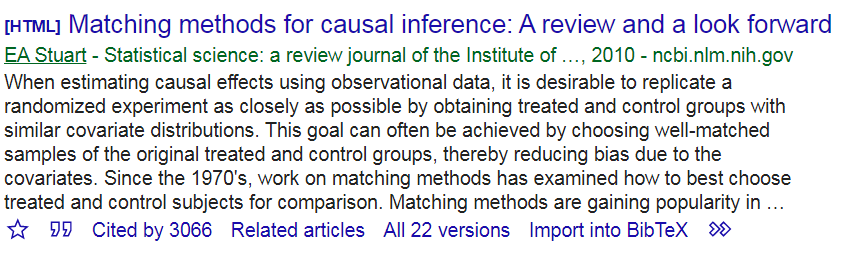 [HTML] Matching methods for causal inference: A review and a look forward
EA Stuart - Statistical science: a review journal of the Institute of …, 2010 - ncbi.nlm.nih.gov
When estimating causal effects using observational data, it is desirable to replicate a
randomized experiment as closely as possible by obtaining treated and control groups with
similar covariate distributions. This goal can often be achieved by choosing well-matched
samples of the original treated and control groups, thereby reducing bias due to the
covariates. Since the 1970's, work on matching methods has examined how to best choose
treated and control subjects for comparison. Matching methods are gaining popularity in …
Cited by 3066 Related articles All 22 versions Import into BibTeX